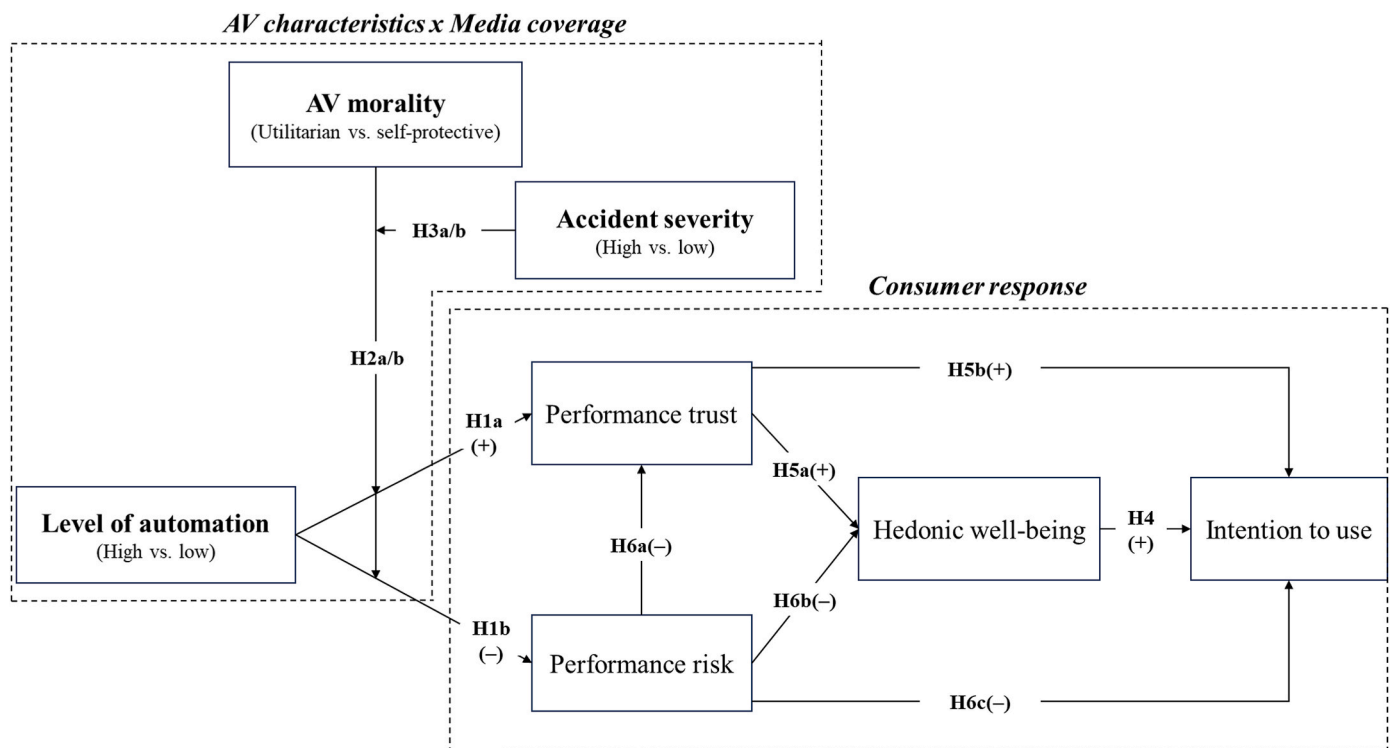 AV characteristics x Media coverage
AV morality
(Utilitarian vs. self-protective)
Accident severity
(High vs. low)
H3a/b
Consumer response
H2a/b
H5b(+)
Performance trust
H1a
(+)
H5a(+)
Level of automation
(High vs. low)
Hedonic well-being
H4
(+)
Intention to use
H6a(–)
H6b(–)
H1b
(–)
Performance risk
H6c(–)